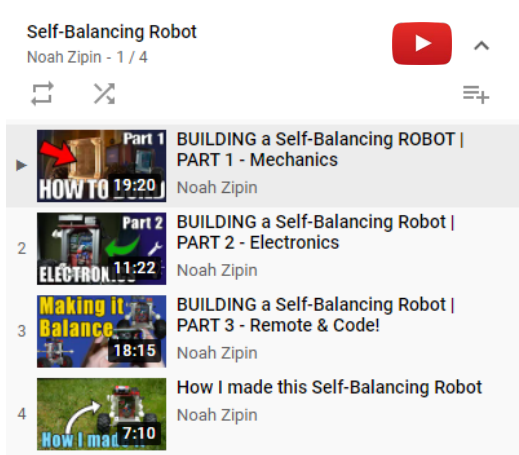 Self-Balancing Robot
Noah Zipin - 1 / 4
Part 1
HOW TO
19:20
BUILDING a Self-Balancing ROBOT |
PART 1 - Mechanics
Noah Zipin
2
Part 2
11:22
BUILDING a Self-Balancing Robot |
PART 2 - Electronics
Noah Zipin
3
Making it
Balance
18:15
BUILDING a Self-Balancing Robot |
PART 3 - Remote & Code!
Noah Zipin
4
How I made
7:10
How I made this Self-Balancing Robot
Noah Zipin